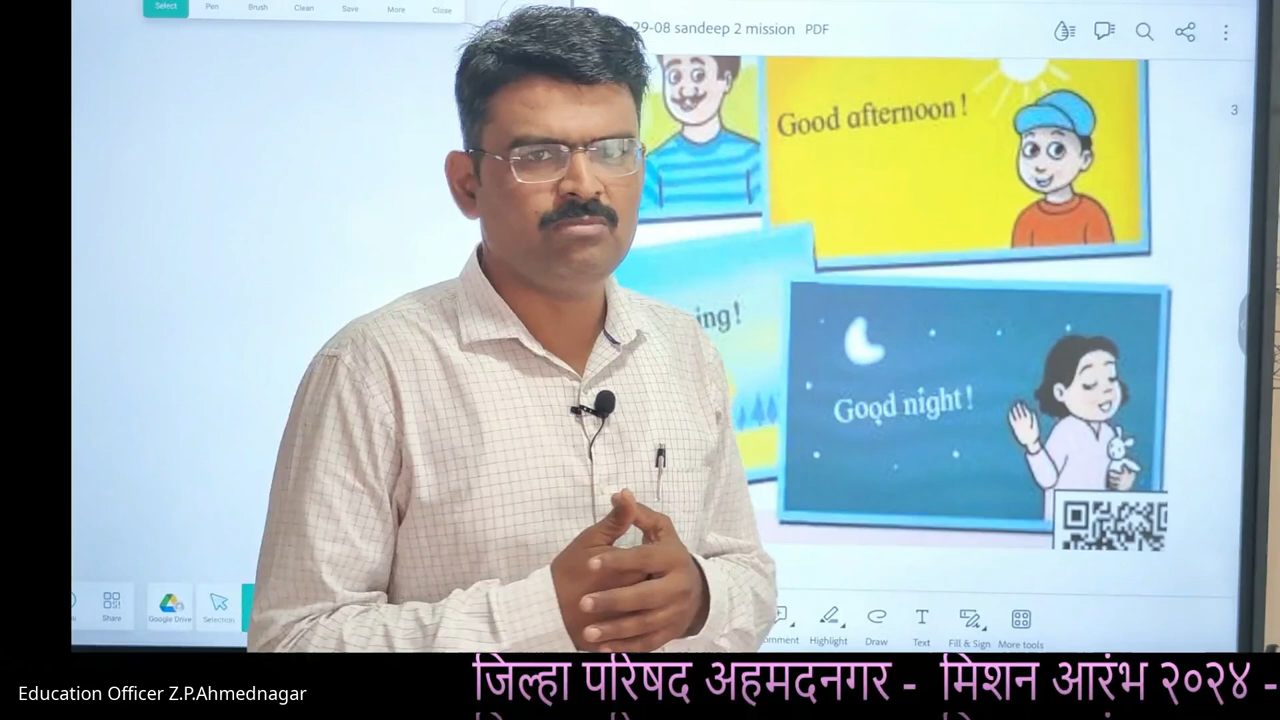 Select Pen Brush Clean Save More Close
29-08 sandeep 2 mission PDF
3
Good afternoon!
ing!
Good night!
Share Google Drive Selection
Highlight Draw Text Fill & Sign More tools
Education Officer Z.P.Ahmednagar
जिल्हा परिषद अहमदनगर - मिशन आरंभ २०२४ -